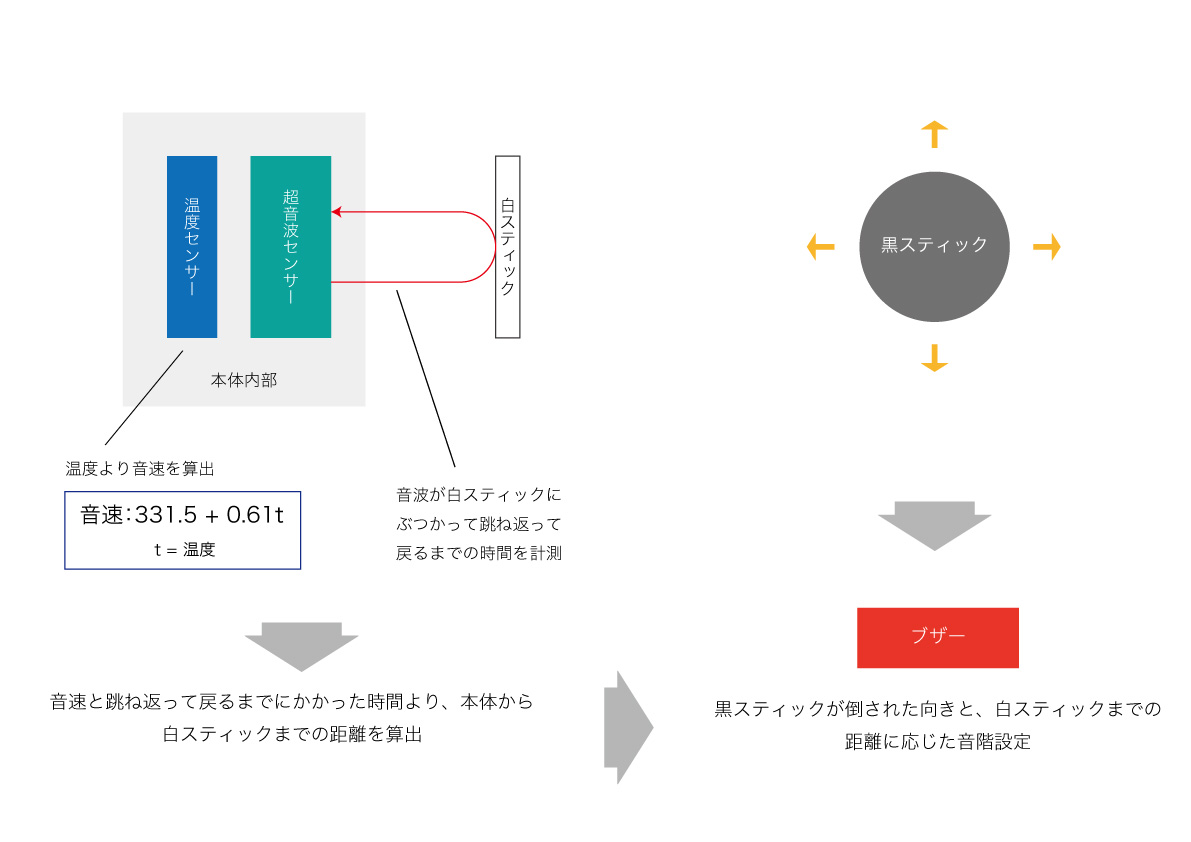 温度センサー
超音波センサー
白スティック
本体内部
温度より音速を算出
音速：331.5 + 0.61t
t = 温度
音波が白スティックに
ぶつかって跳ね返って
戻るまでの時間を計測
音速と跳ね返って戻るまでにかかった時間より、本体から
白スティックまでの距離を算出
黒スティック
ブザー
黒スティックが倒された向きと、白スティックまでの
距離に応じた音階設定